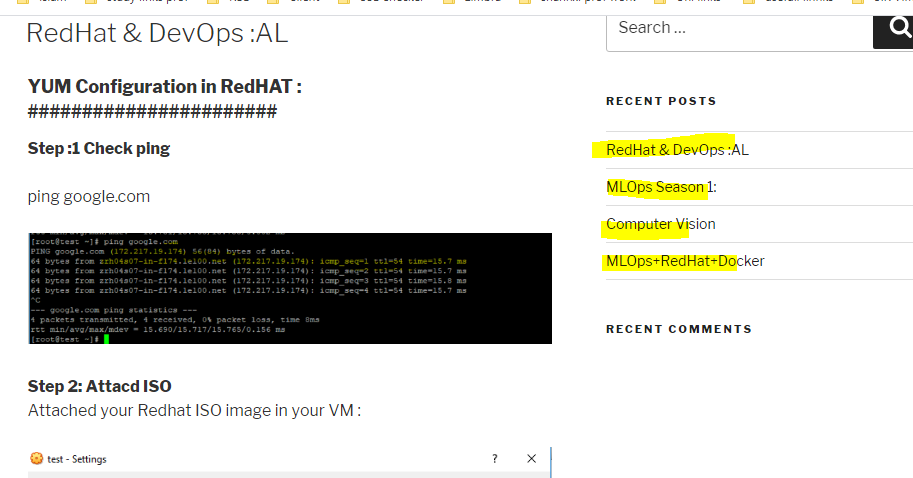 RedHat & DevOps :AL
YUM Configuration in RedHAT :
#######################
Step :1 Check ping
ping google.com
[root@test ~]# ping google.com
PING google.com (172.217.19.174) 56(84) bytes of data.
64 bytes from zrh04s07-in-f174.1e100.net (172.217.19.174): icmp_seq=1 ttl=54 time=15.7 ms
64 bytes from zrh04s07-in-f174.1e100.net (172.217.19.174): icmp_seq=2 ttl=54 time=15.7 ms
64 bytes from zrh04s07-in-f174.1e100.net (172.217.19.174): icmp_seq=3 ttl=54 time=15.8 ms
64 bytes from zrh04s07-in-f174.1e100.net (172.217.19.174): icmp_seq=4 ttl=54 time=15.7 ms
^C
--- google.com ping statistics ---
4 packets transmitted, 4 received, 0% packet loss, time 8ms
rtt min/avg/max/mdev = 15.690/15.717/15.765/0.156 ms
[root@test ~]#
Step 2: Attacd ISO
Attached your Redhat ISO image in your VM :
test - Settings
?
Search …
RECENT POSTS
RedHat & DevOps :AL
MLOps Season 1:
Computer Vision
MLOps+RedHat+Docker
RECENT COMMENTS